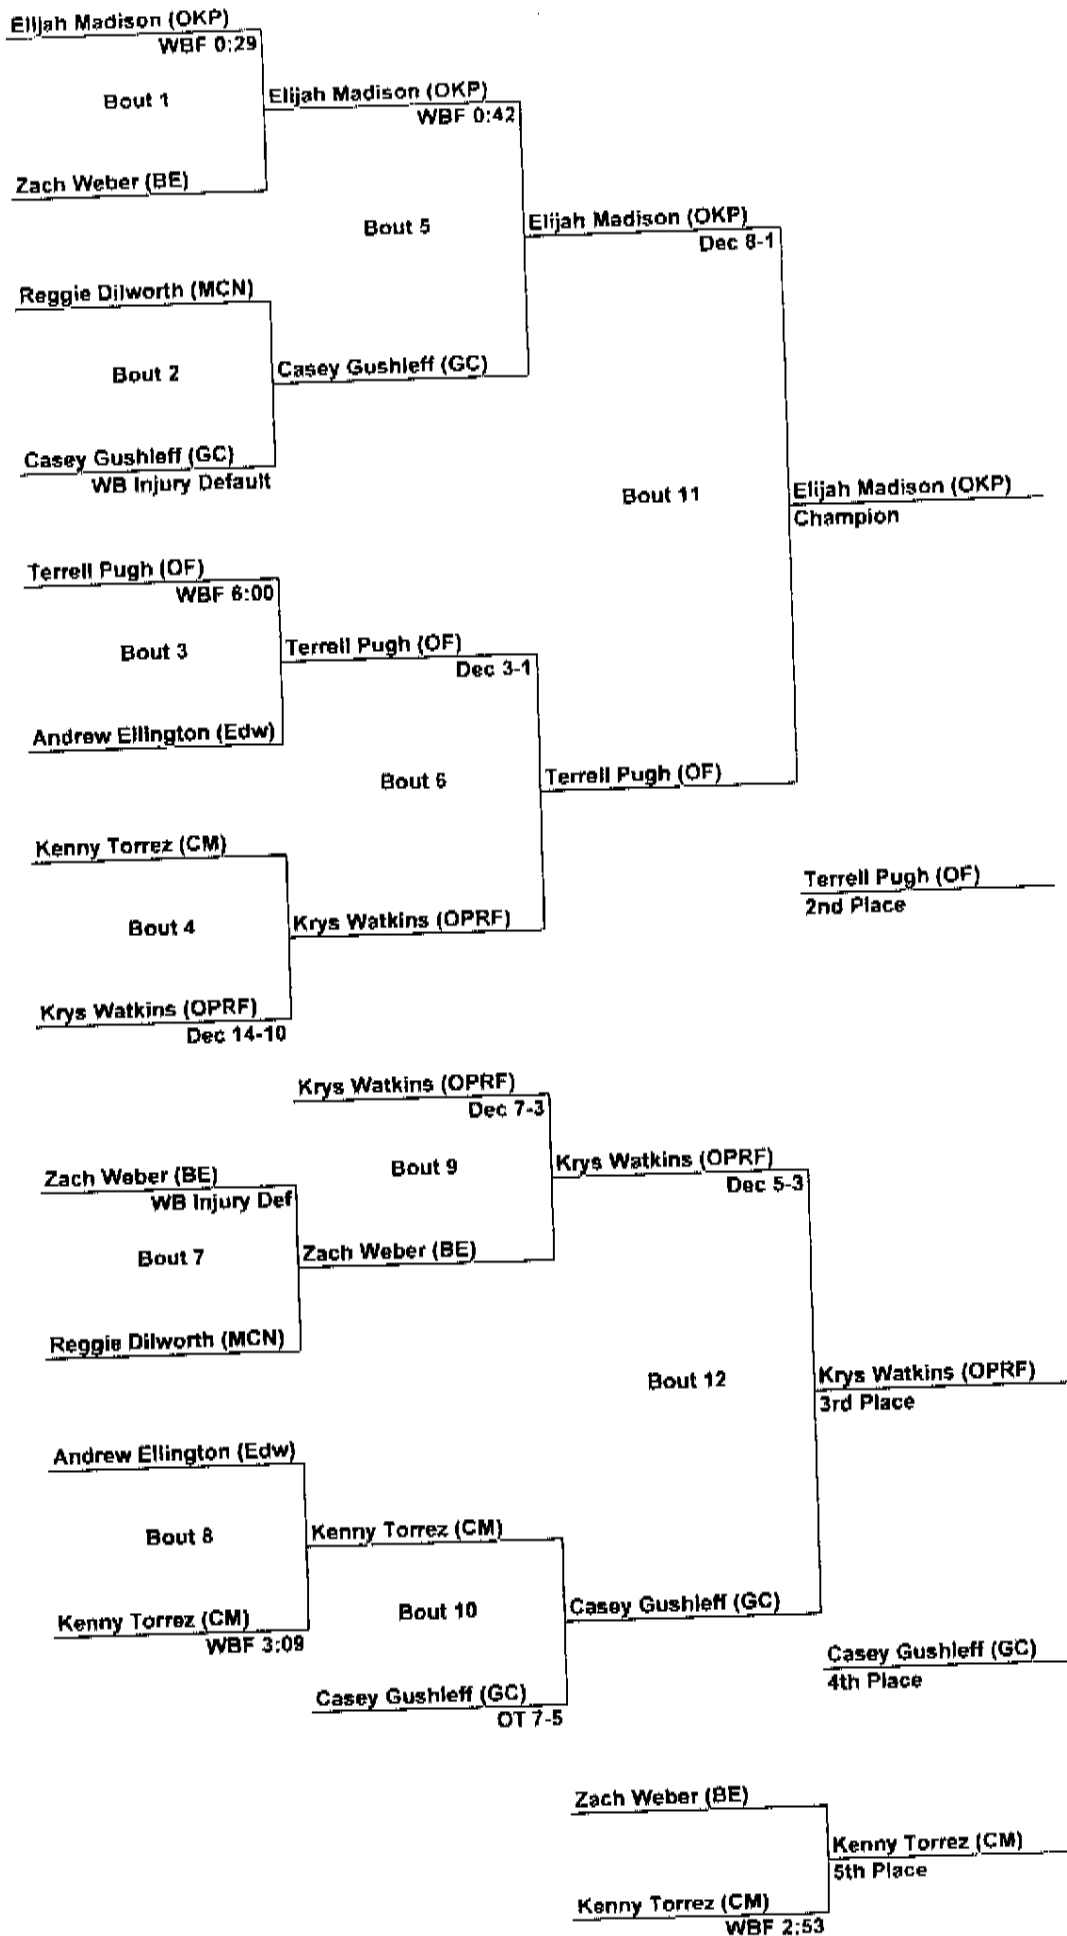 Elijah Madison (OKP)
WBF 0:29
Bout 1
Elijah Madison (OKP)
WBF 0:42
Zach Weber (BE)
Bout 5
Elijah Madison (OKP)
Dec 8-1
Reggie Dilworth (MCN)
Bout 2
Casey Gushleff (GC)
Casey Gushleff (GC)
WB Injury Default
Bout 11
Elijah Madison (OKP)
Champion
Terrell Pugh (OF)
WBF 6:00
Bout 3
Terrell Pugh (OF)
Dec 3-1
Andrew Ellington (Edw)
Bout 6
Terrell Pugh (OF)
Kenny Torrez (CM)
Terrell Pugh (OF)
2nd Place
Bout 4
Krys Watkins (OPRF)
Krys Watkins (OPRF)
Dec 14-10
Krys Watkins (OPRF)
Dec 7-3
Zach Weber (BE)
WB Injury Def
Bout 9
Krys Watkins (OPRF)
Dec 5-3
Bout 7
Zach Weber (BE)
Reggie Dilworth (MCN)
Bout 12
Krys Watkins (OPRF)
3rd Place
Andrew Ellington (Edw)
Bout 8
Kenny Torrez (CM)
Kenny Torrez (CM)
WBF 3:09
Bout 10
Casey Gushleff (GC)
Casey Gushleff (GC)
4th Place
Casey Gushleff (GC)
OT 7-5
Zach Weber (BE)
Kenny Torrez (CM)
5th Place
Kenny Torrez (CM)
WBF 2:53